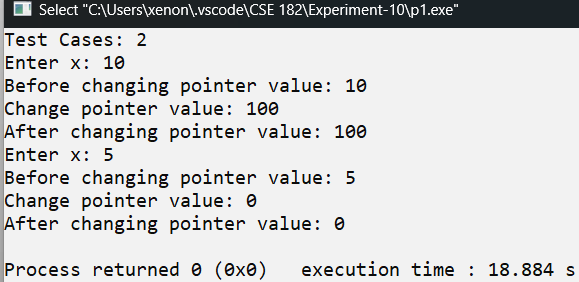 Select "C:\Users\xenon\.vscode\CSE 182\Experiment-10\p1.exe"
Test Cases: 2
Enter x: 10
Before changing pointer value: 10
Change pointer value: 100
After changing pointer value: 100
Enter x: 5
Before changing pointer value: 5
Change pointer value: 0
After changing pointer value: 0
Process returned 0 (0x0)   execution time : 18.884 s